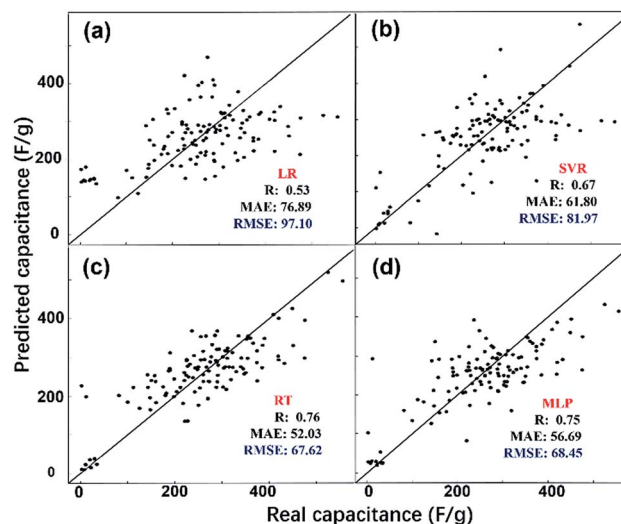 (a)
400
200
0
LR
R: 0.53
MAE: 76.89
RMSE: 97.10
(b)
SVR
R: 0.67
MAE: 61.80
RMSE: 81.97
Predicted capacitance (F/g)
(c)
400
200
0
RT
R: 0.76
MAE: 52.03
RMSE: 67.62
(d)
MLP
R: 0.75
MAE: 56.69
RMSE: 68.45
0 200 400
0 200 400
Real capacitance (F/g)